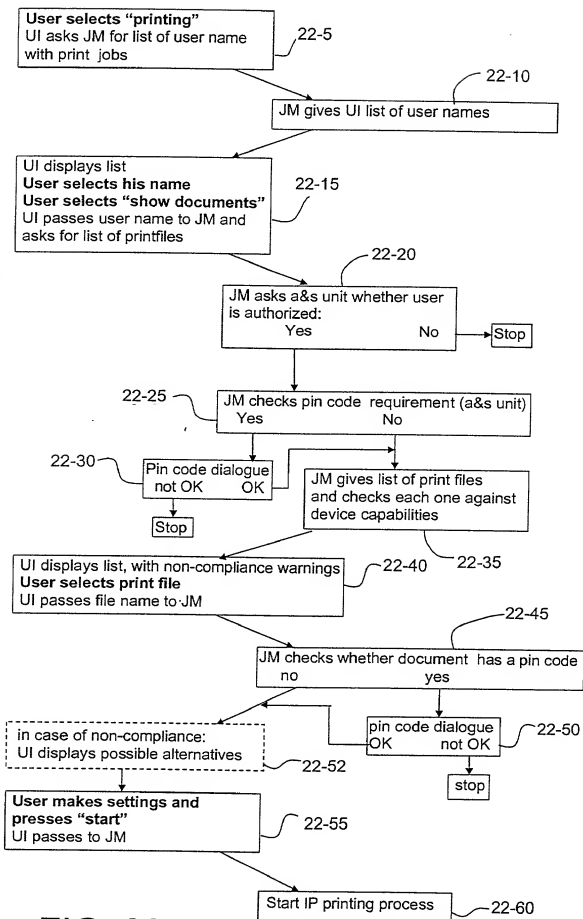 User selects "printing"
UI asks JM for list of user name
with print jobs
22-5
22-10
JM gives UI list of user names
UI displays list
User selects his name
User selects "show documents"
UI passes user name to JM and
asks for list of printfiles
22-15
22-20
JM asks a&s unit whether user
is authorized:
Yes No
Stop
22-25
JM checks pin code requirement (a&s unit)
Yes No
22-30
Pin code dialogue
not OK OK
Stop
JM gives list of print files
and checks each one against
device capabilities
22-35
UI displays list, with non-compliance warnings
User selects print file
UI passes file name to JM
22-40
22-45
JM checks whether document has a pin code
no yes
pin code dialogue
OK not OK
22-50
stop
in case of non-compliance:
UI displays possible alternatives
22-52
User makes settings and
presses "start"
UI passes to JM
22-55
Start IP printing process
22-60